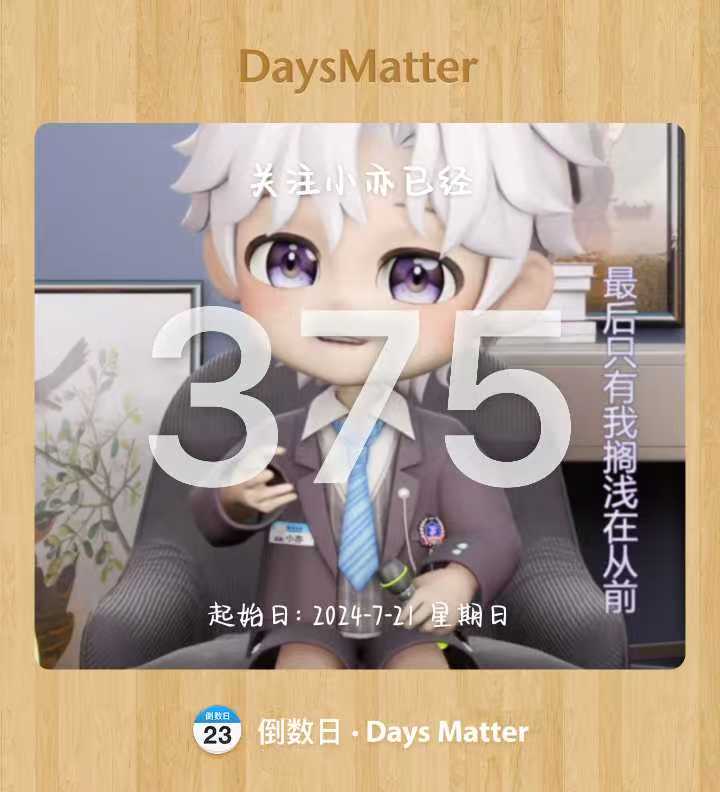 DaysMatter
关注小亦已经
375
最后只有我搁浅在从前
小亦
起始日: 2024-7-21 星期日
倒数日
23
倒数日 · Days Matter